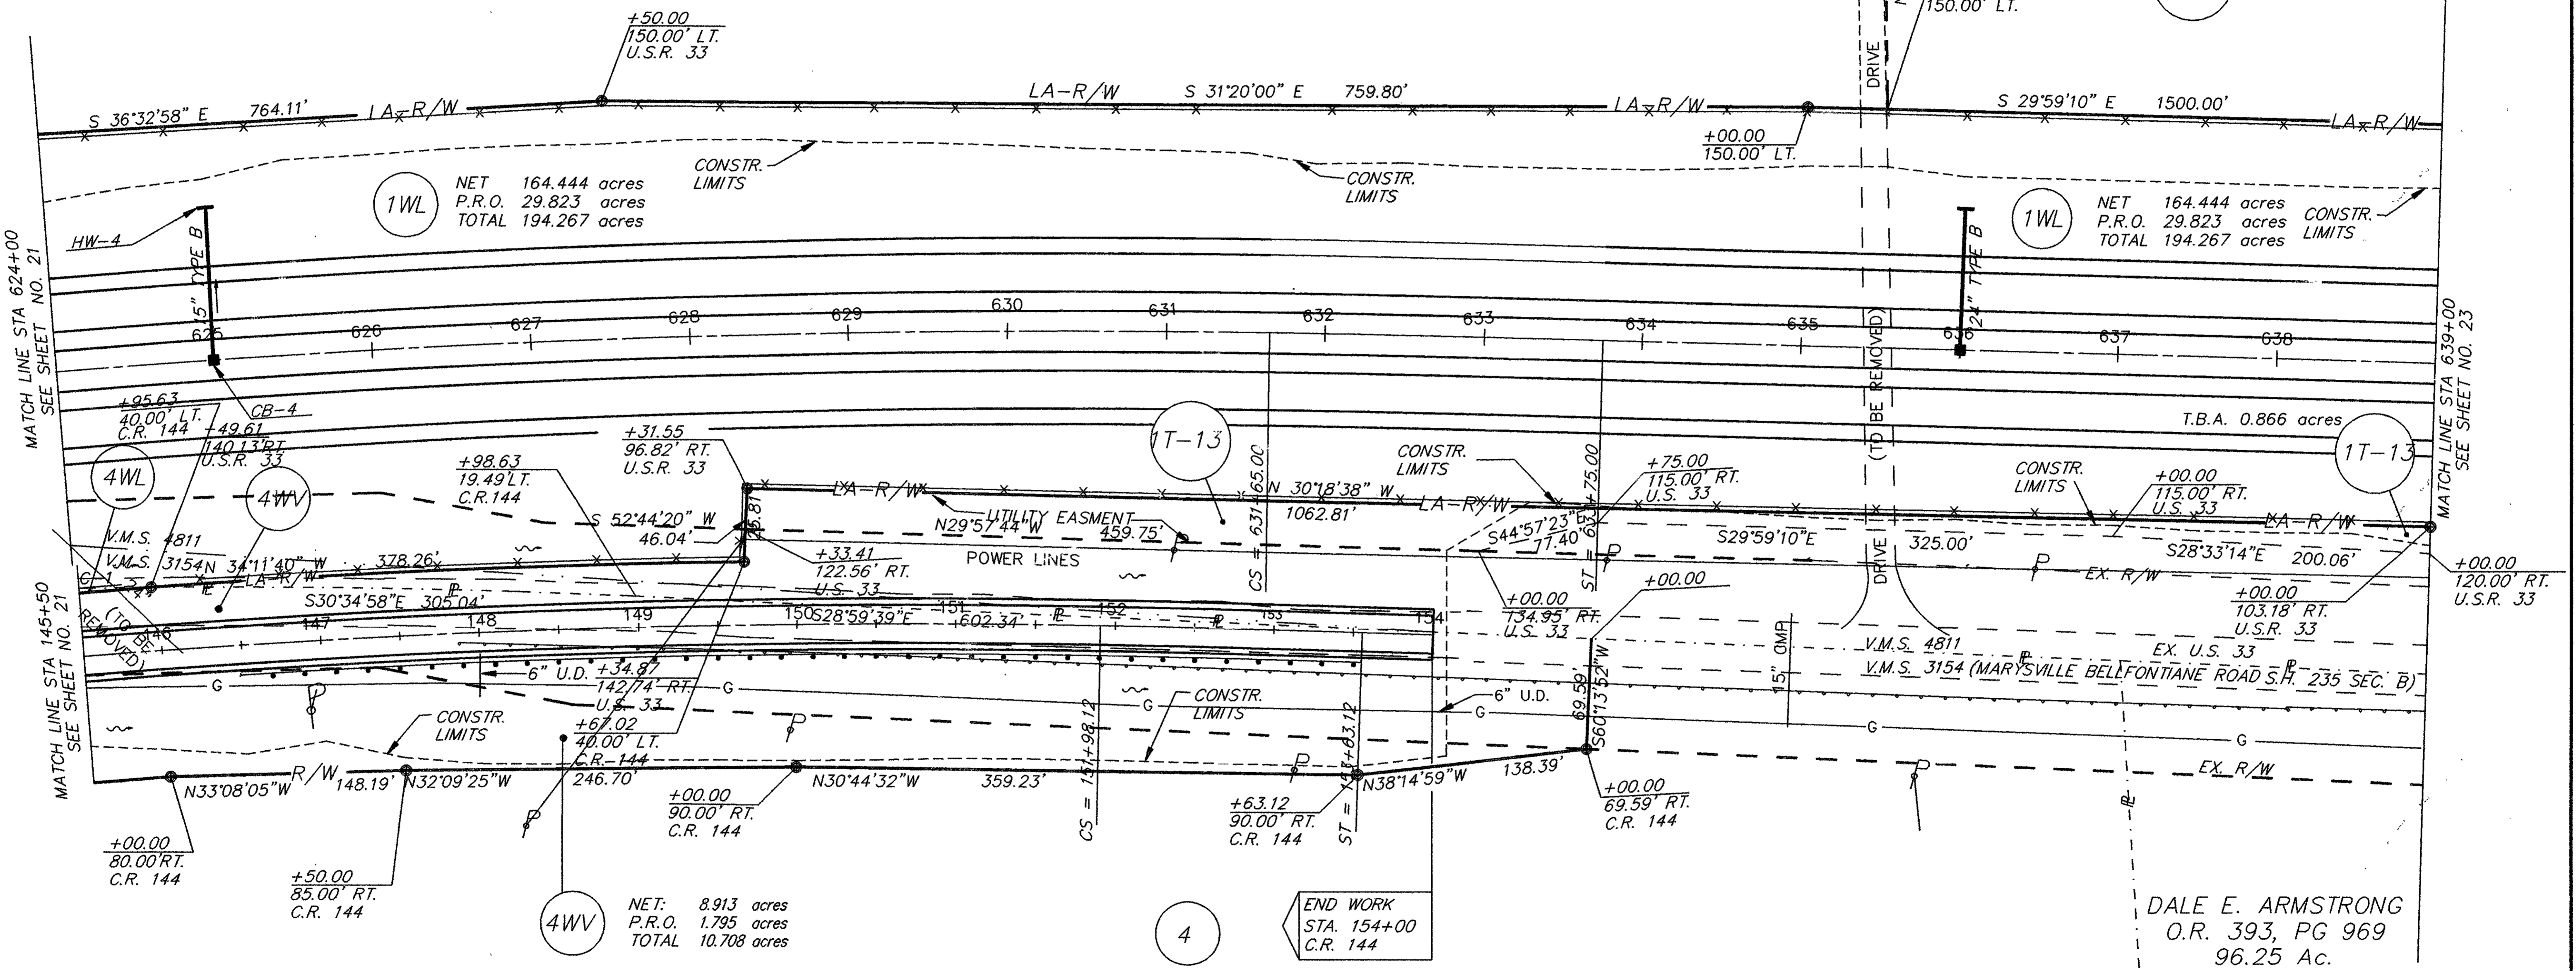 +50.00
150.00' LT.
U.S.R. 33
150.00' LT.
DRIVE
S 36°32'58" E 764.11' LA-R/W
LA-R/W S 31°20'00" E 759.80' LA-R/W
S 29°59'10" E 1500.00' LA-R/W
+00.00
150.00' LT.
CONSTR.
LIMITS
CONSTR.
LIMITS
1WL
NET 164.444 acres
P.R.O. 29.823 acres
TOTAL 194.267 acres
1WL
NET 164.444 acres
P.R.O. 29.823 acres
TOTAL 194.267 acres
CONSTR.
LIMITS
HW-4
15" TYPE B
24" TYPE B
MATCH LINE STA 624+00
SEE SHEET NO. 21
625 626 627 628 629 630 631 632 633 634 635 636 637 638
MATCH LINE STA 639+00
SEE SHEET NO. 23
DRIVE (TO BE REMOVED)
CB-4
+95.63
40.00' LT.
C.R. 144
-49.61
140.13' RT.
U.S.R. 33
4WL
4WV
+98.63
19.49' LT.
C.R.144
+31.55
96.82' RT.
U.S.R. 33
1T-13
CS = 631+65.00
CONSTR.
LIMITS
ST = 633+75.00
+75.00
115.00' RT.
U.S. 33
CONSTR.
LIMITS
+00.00
115.00' RT.
U.S. 33
T.B.A. 0.866 acres
1T-13
LA-R/W N 30°18'38" W LA-R/W
1062.81'
LA-R/W
UTILITY EASMENT
S 52°44'20" W
46.04'
25.81'
N29°57'44"W 459.75'
POWER LINES
S44°57'23"E
77.40'
S29°59'10"E 325.00'
S28°33'14"E 200.06'
EX. R/W
V.M.S. 4811
V.M.S. 3154
N 34°11'40" W 378.26'
LA-R/W
+33.41
122.56' RT.
U.S. 33
+00.00
134.95' RT.
U.S. 33
+00.00
+00.00
103.18' RT.
U.S.R. 33
+00.00
120.00' RT.
U.S.R. 33
MATCH LINE STA 145+50
SEE SHEET NO. 21
(TO BE
REMOVED)
S30°34'58"E 305.04'
S28°59'39"E 602.34'
146 147 148 149 150 151 152 153 154
V.M.S. 4811
EX. U.S. 33
V.M.S. 3154 (MARYSVILLE BELLFONTIANE ROAD S.H. 235 SEC. B)
15" CMP
69.59'
S60°13'52"W
6" U.D.
6" U.D.
+34.87
142.74' RT.
U.S. 33
+67.02
40.00' LT.
C.R. 144
G G G G G G
CONSTR.
LIMITS
CONSTR.
LIMITS
CS = 151+98.12
ST = 153+63.12
N33°08'05"W R/W 148.19'
N32°09'25"W 246.70'
N30°44'32"W 359.23'
N38°14'59"W 138.39'
EX. R/W
+00.00
80.00'RT.
C.R. 144
+50.00
85.00' RT.
C.R. 144
+00.00
90.00' RT.
C.R. 144
+63.12
90.00' RT.
C.R. 144
+00.00
69.59' RT.
C.R. 144
4WV
NET: 8.913 acres
P.R.O. 1.795 acres
TOTAL 10.708 acres
4
END WORK
STA. 154+00
C.R. 144
DALE E. ARMSTRONG
O.R. 393, PG 969
96.25 Ac.